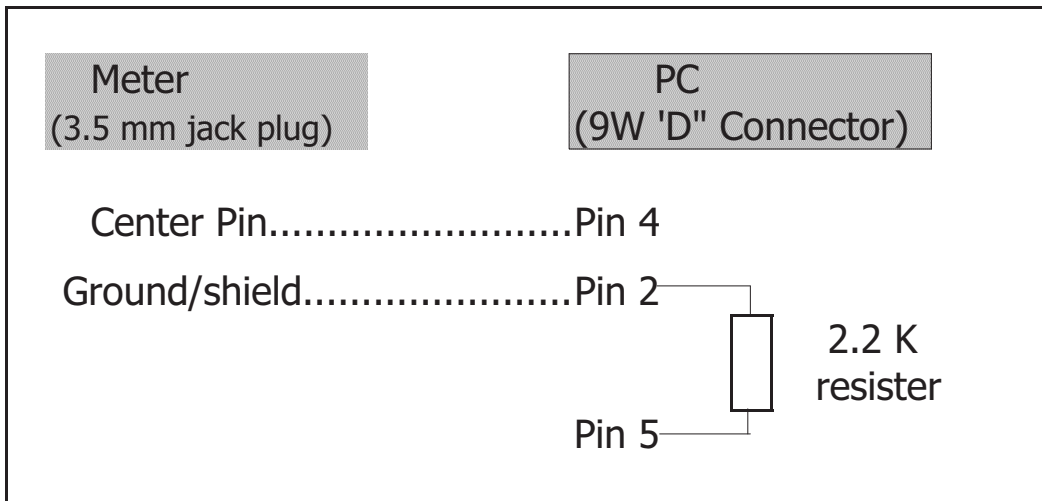 Meter
(3.5 mm jack plug)
PC
(9W 'D" Connector)
Center Pin..........................Pin 4
Ground/shield.......................Pin 2
2.2 K
resister
Pin 5